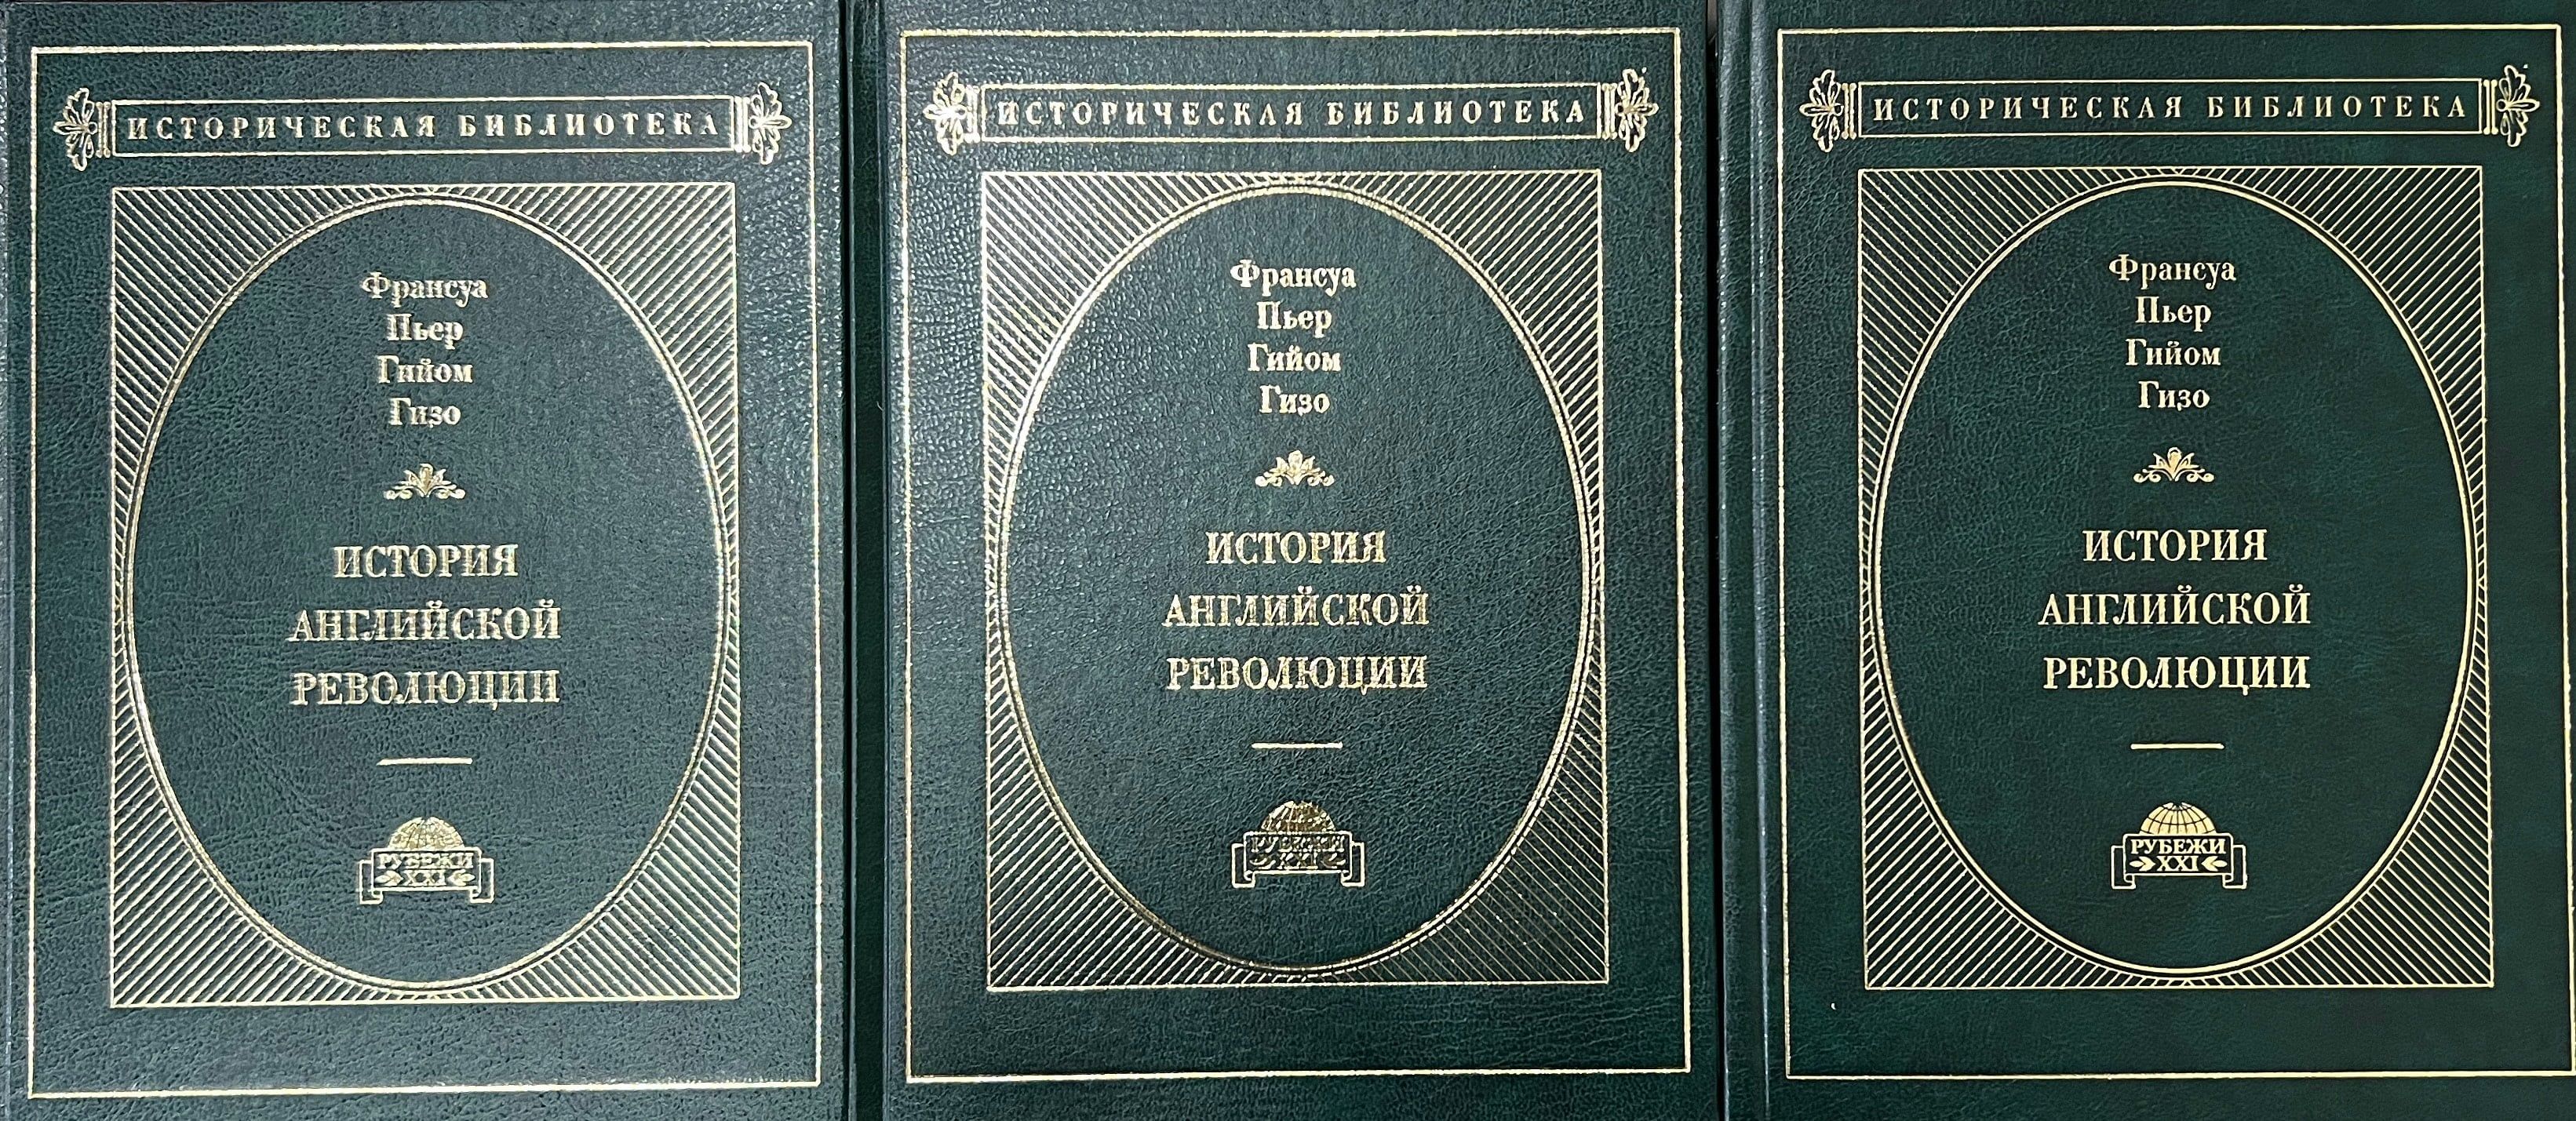 ИСТОРИЧЕСКАЯ БИБЛИОТЕКА
Франсуа
Пьер
Гийом
Гизо
ИСТОРИЯ
АНГЛИЙСКОЙ
РЕВОЛЮЦИИ
РУБЕЖИ
XXI
ИСТОРИЧЕСКАЯ БИБЛИОТЕКА
Франсуа
Пьер
Гийом
Гизо
ИСТОРИЯ
АНГЛИЙСКОЙ
РЕВОЛЮЦИИ
РУБЕЖИ
XXI
ИСТОРИЧЕСКАЯ БИБЛИОТЕКА
Франсуа
Пьер
Гийом
Гизо
ИСТОРИЯ
АНГЛИЙСКОЙ
РЕВОЛЮЦИИ
РУБЕЖИ
XXI